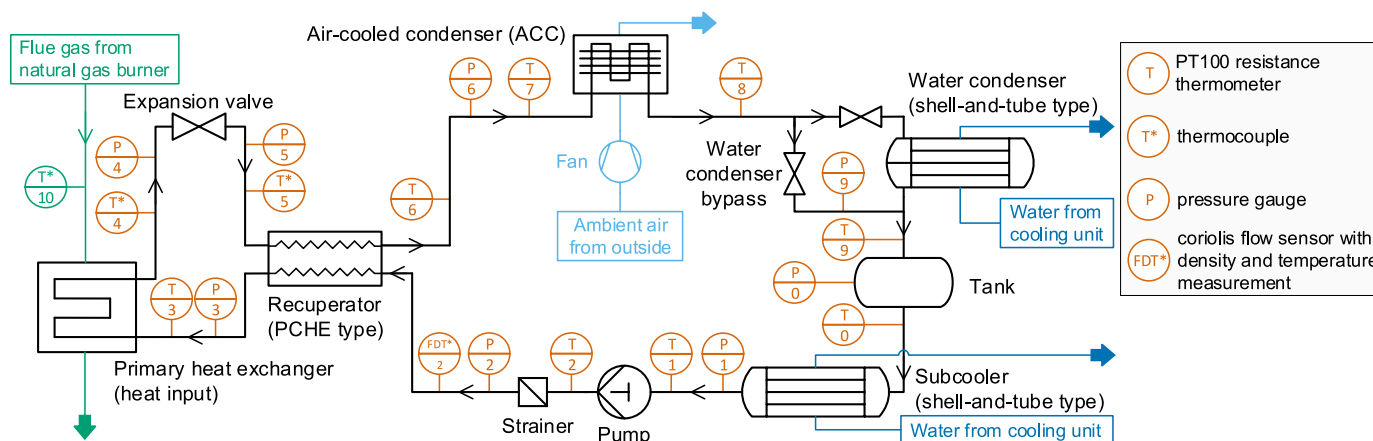 Flue gas from
natural gas burner
Expansion valve
Air-cooled condenser (ACC)
Fan
Ambient air
from outside
Water
condenser
bypass
Water condenser
(shell-and-tube type)
Water from
cooling unit
Tank
Subcooler
(shell-and-tube type)
Water from cooling unit
Pump
Strainer
Recuperator
(PCHE type)
Primary heat exchanger
(heat input)
T*
10
P
4
T*
4
P
5
T*
5
T
6
P
6
T
7
T
8
P
9
T
9
P
0
T
0
P
1
T
1
T
2
P
2
FDT*
2
P
3
T
3
T
PT100 resistance
thermometer
T*
thermocouple
P
pressure gauge
FDT*
coriolis flow sensor with
density and temperature
measurement